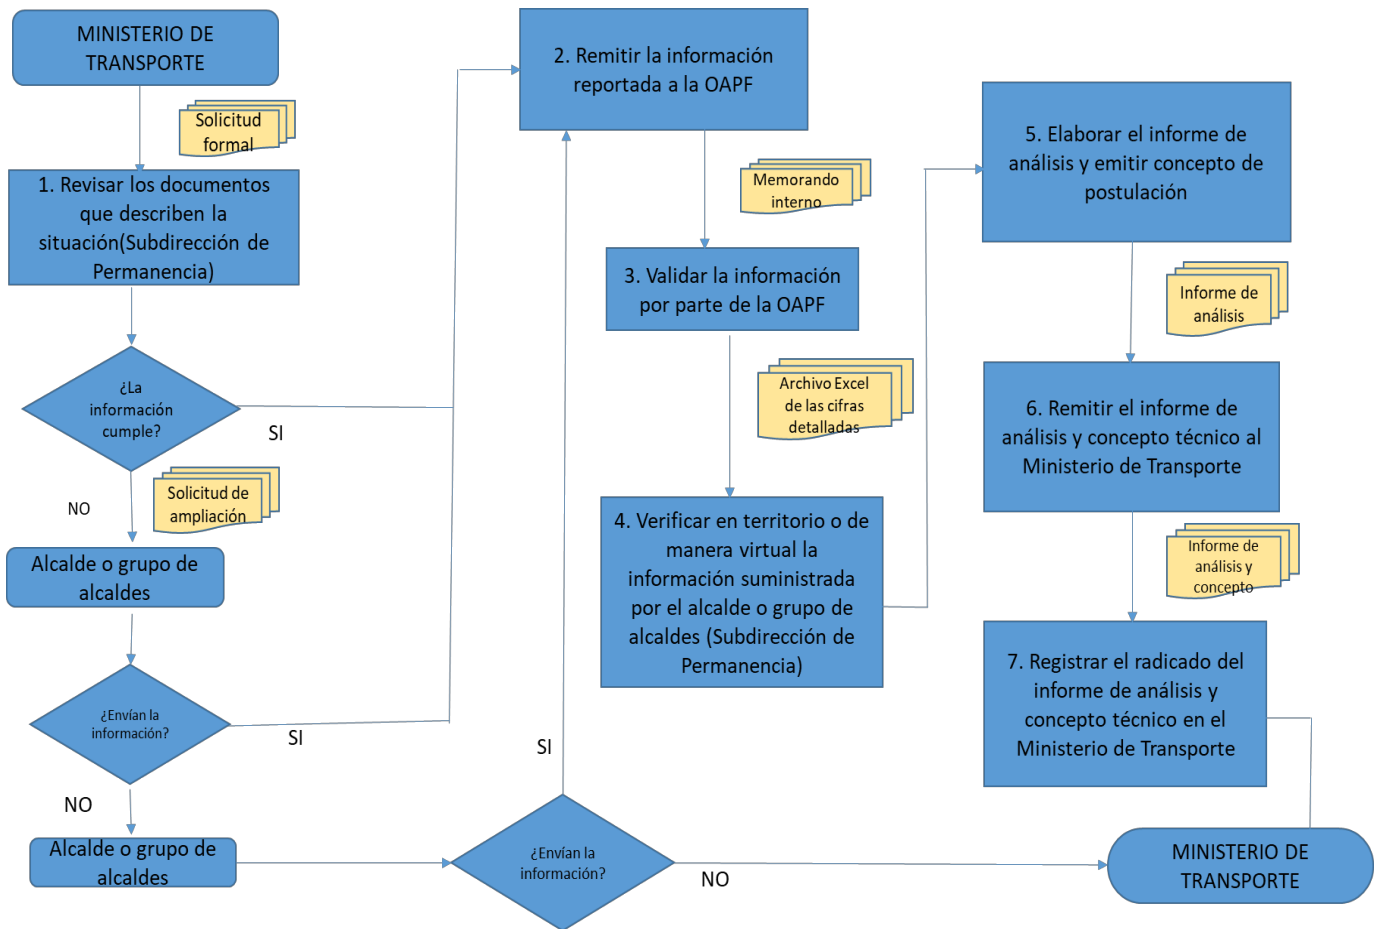 MINISTERIO DE
TRANSPORTE
Solicitud
formal
1. Revisar los documentos
que describen la
situación(Subdirección de
Permanencia)
¿La
información
cumple?
SI
NO
Solicitud de
ampliación
Alcalde o grupo de
alcaldes
¿Envían la
información?
SI
NO
Alcalde o grupo de
alcaldes
¿Envían la
información?
SI
NO
2. Remitir la información
reportada a la OAPF
Memorando
interno
3. Validar la información
por parte de la OAPF
Archivo Excel
de las cifras
detalladas
4. Verificar en territorio o de
manera virtual la
información suministrada
por el alcalde o grupo de
alcaldes (Subdirección de
Permanencia)
5. Elaborar el informe de
análisis y emitir concepto de
postulación
Informe de
análisis
6. Remitir el informe de
análisis y concepto técnico al
Ministerio de Transporte
Informe de
análisis y
concepto
7. Registrar el radicado del
informe de análisis y
concepto técnico en el
Ministerio de Transporte
MINISTERIO DE
TRANSPORTE